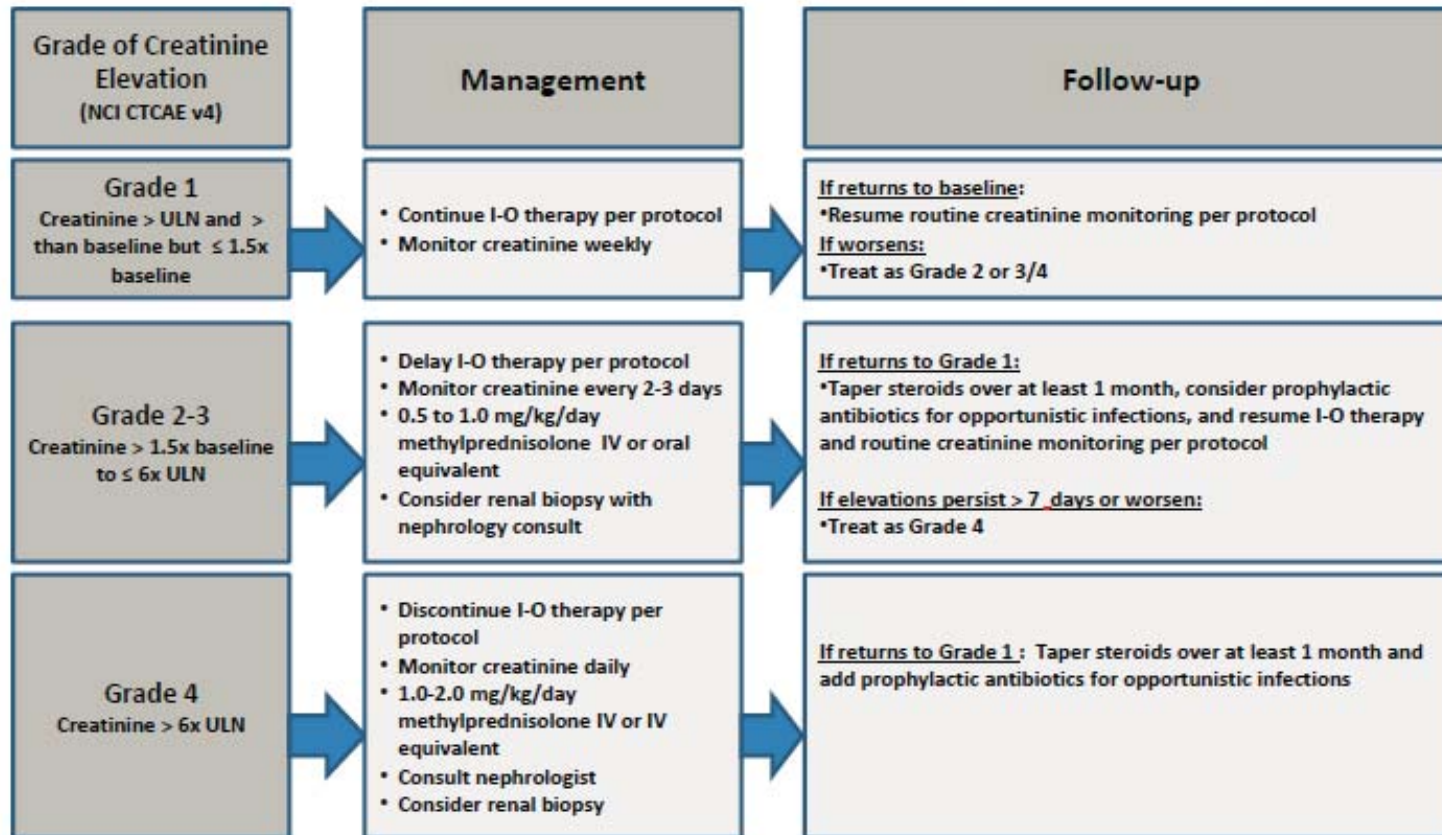 Grade of Creatinine
Elevation
(NCI CTCAE v4)
Management
Follow-up
Grade 1
Creatinine > ULN and >
than baseline but ≤ 1.5x
baseline
• Continue I-O therapy per protocol
• Monitor creatinine weekly
If returns to baseline:
•Resume routine creatinine monitoring per protocol
If worsens:
•Treat as Grade 2 or 3/4
Grade 2-3
Creatinine > 1.5x baseline
to ≤ 6x ULN
• Delay I-O therapy per protocol
• Monitor creatinine every 2-3 days
• 0.5 to 1.0 mg/kg/day
methylprednisolone IV or oral
equivalent
• Consider renal biopsy with
nephrology consult
If returns to Grade 1:
•Taper steroids over at least 1 month, consider prophylactic
antibiotics for opportunistic infections, and resume I-O therapy
and routine creatinine monitoring per protocol
If elevations persist > 7 days or worsen:
•Treat as Grade 4
Grade 4
Creatinine > 6x ULN
• Discontinue I-O therapy per
protocol
• Monitor creatinine daily
• 1.0-2.0 mg/kg/day
methylprednisolone IV or IV
equivalent
• Consult nephrologist
• Consider renal biopsy
If returns to Grade 1 : Taper steroids over at least 1 month and
add prophylactic antibiotics for opportunistic infections